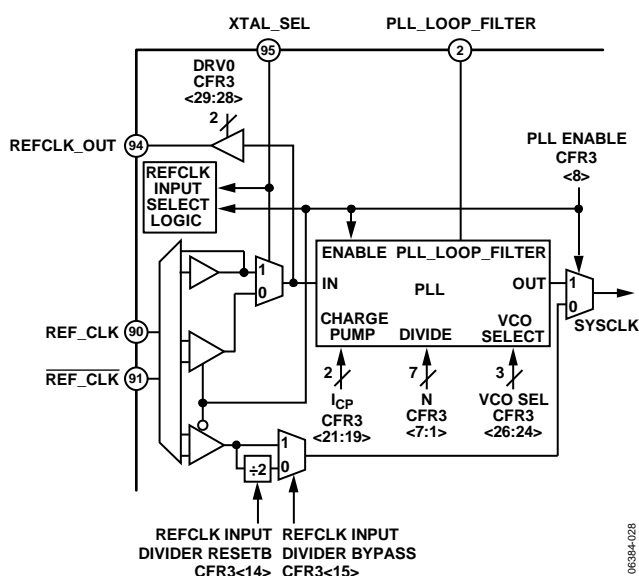 XTAL_SEL
PLL_LOOP_FILTER
95
2
DRV0
CFR3
<29:28>
2
REFCLK_OUT
94
PLL ENABLE
CFR3
<8>
REFCLK
INPUT
SELECT
LOGIC
ENABLE PLL_LOOP_FILTER
1
0
IN
PLL
OUT
1
0
SYSCLK
REF_CLK
90
CHARGE
PUMP
DIVIDE
VCO
SELECT
REF_CLK
91
2
7
3
ICP
CFR3
<21:19>
N
CFR3
<7:1>
VCO SEL
CFR3
<26:24>
1
÷2
0
REFCLK INPUT
DIVIDER RESETB
CFR3<14>
REFCLK INPUT
DIVIDER BYPASS
CFR3<15>
06384-028